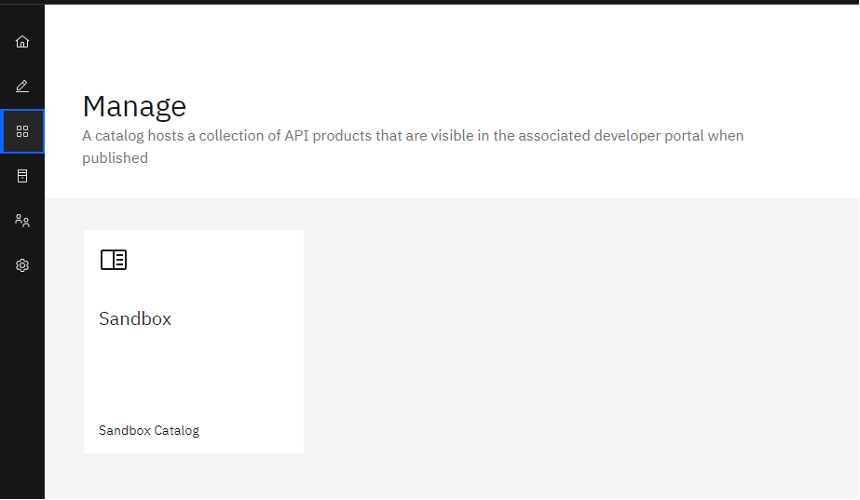 Manage
A catalog hosts a collection of API products that are visible in the associated developer portal when
published
Sandbox
Sandbox Catalog